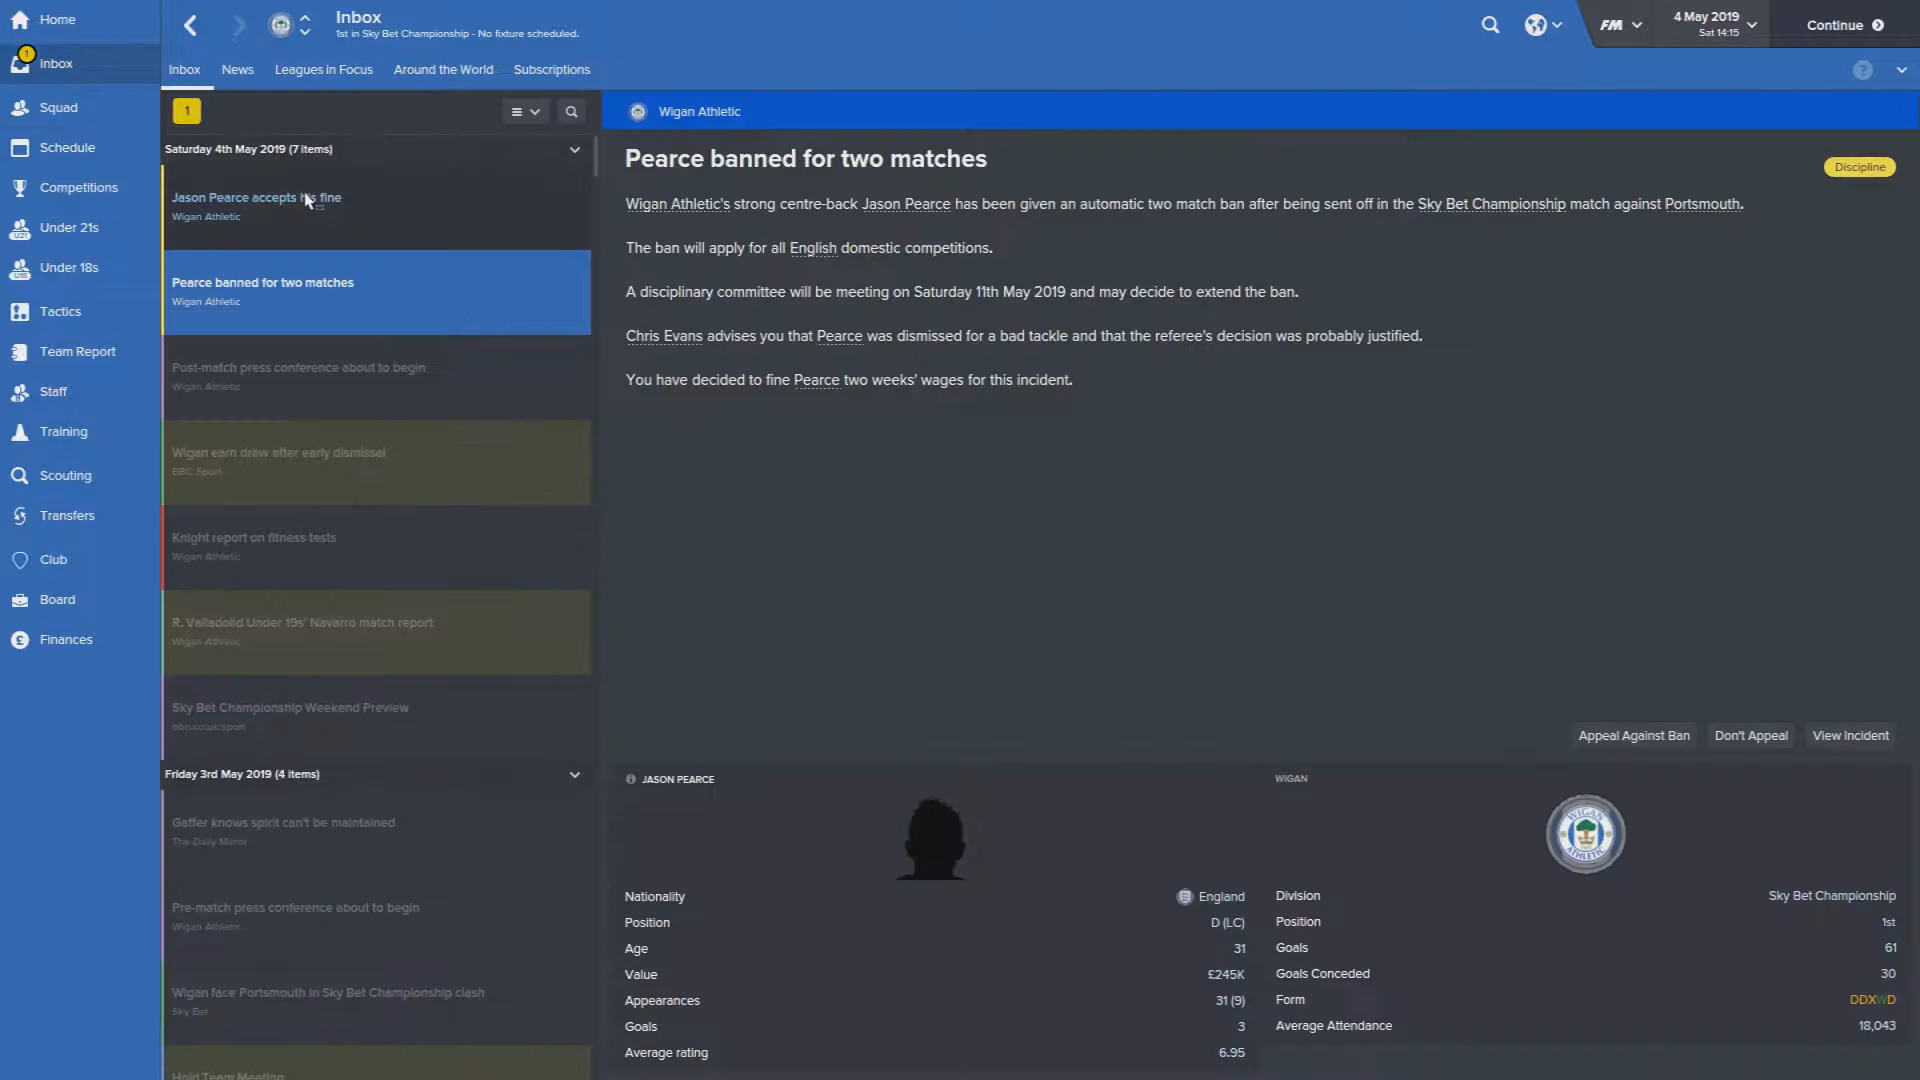 Home
1
Inbox
Squad
Schedule
Competitions
Under 21s
Under 18s
Tactics
Team Report
Staff
Training
Scouting
Transfers
Club
Board
Finances
Inbox
1st in Sky Bet Championship - No fixture scheduled.
FM
4 May 2019
Sat 14:15
Continue
Inbox News Leagues in Focus Around the World Subscriptions
?
1
Saturday 4th May 2019 (7 items)
Jason Pearce accepts his fine
Wigan Athletic
Pearce banned for two matches
Wigan Athletic
Post-match press conference about to begin
Wigan Athletic
Wigan earn draw after early dismissal
BBC Sport
Knight report on fitness tests
Wigan Athletic
R. Valladolid Under 19s' Navarro match report
Wigan Athletic
Sky Bet Championship Weekend Preview
bbc.co.uk/sport
Friday 3rd May 2019 (4 items)
Gaffer knows spirit can't be maintained
The Daily Mirror
Pre-match press conference about to begin
Wigan Athletic
Wigan face Portsmouth in Sky Bet Championship clash
Sky Bet
Hold Team Meeting
Wigan Athletic
Pearce banned for two matches
Discipline
Wigan Athletic's strong centre-back Jason Pearce has been given an automatic two match ban after being sent off in the Sky Bet Championship match against Portsmouth.
The ban will apply for all English domestic competitions.
A disciplinary committee will be meeting on Saturday 11th May 2019 and may decide to extend the ban.
Chris Evans advises you that Pearce was dismissed for a bad tackle and that the referee's decision was probably justified.
You have decided to fine Pearce two weeks' wages for this incident.
Appeal Against Ban Don't Appeal View Incident
JASON PEARCE
Nationality England
Position D (LC)
Age 31
Value £245K
Appearances 31 (9)
Goals 3
Average rating 6.95
WIGAN
WIGAN
ATHLETIC
Division Sky Bet Championship
Position 1st
Goals 61
Goals Conceded 30
Form DDXWD
Average Attendance 18,043